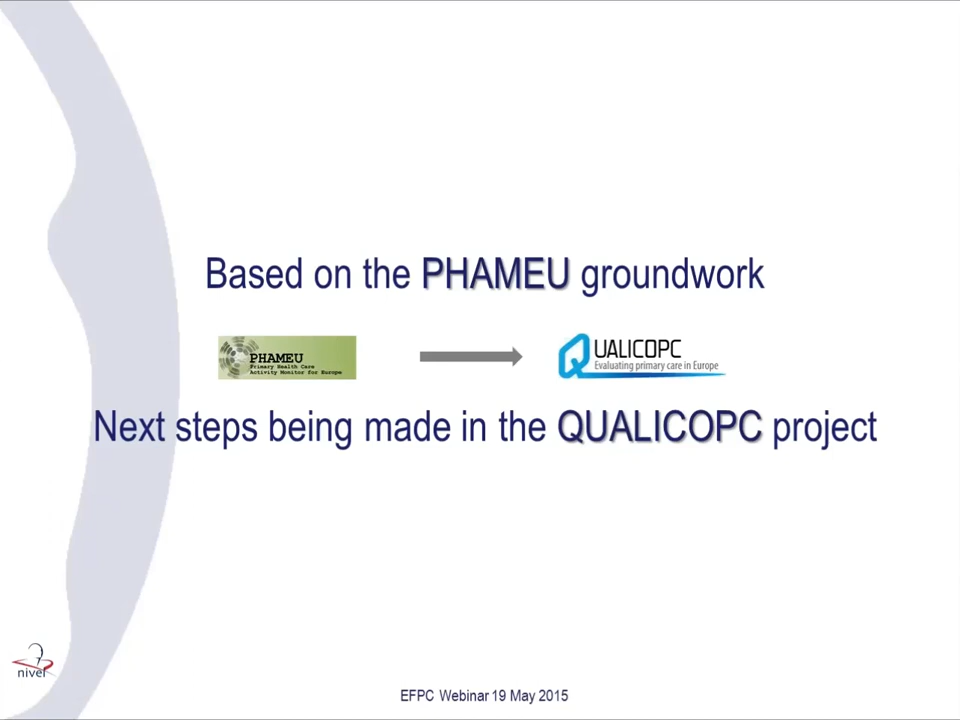 Based on the PHAMEU groundwork
PHAMEU
Primary Health Care
Activity Monitor for Europe
QUALICOPC
Evaluating primary care in Europe
Next steps being made in the QUALICOPC project
nivel
EFPC Webinar 19 May 2015